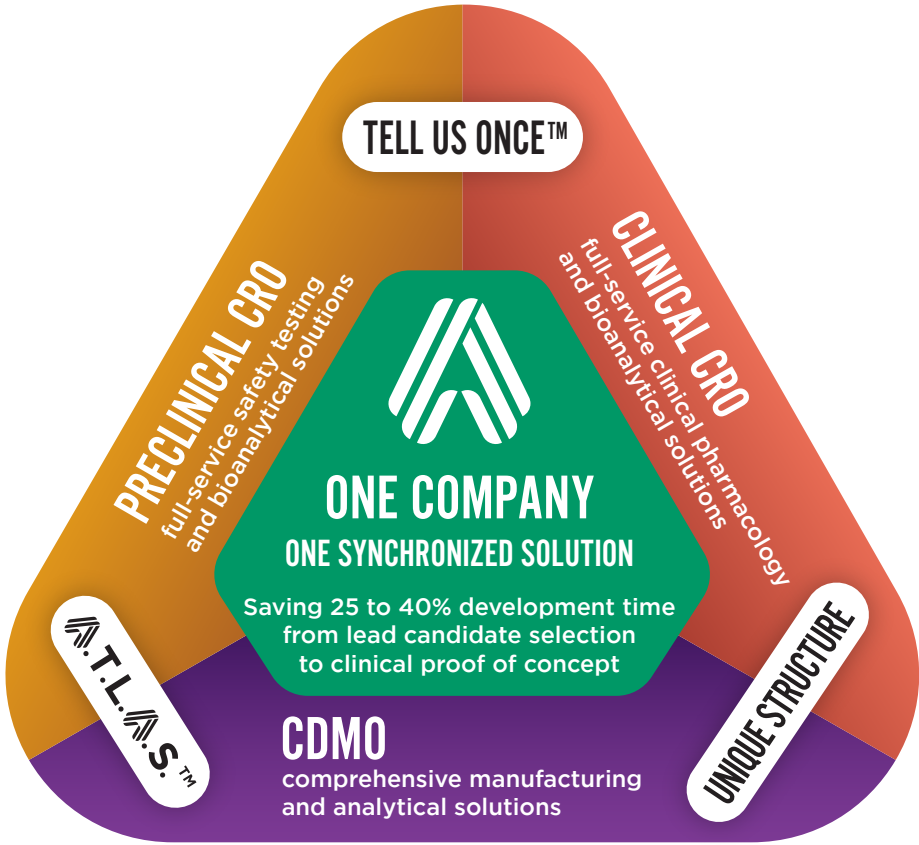 TELL US ONCE™
PRECLINICAL CRO
full-service safety testing
and bioanalytical solutions
CLINICAL CRO
full-service clinical pharmacology
and bioanalytical solutions
ONE COMPANY
ONE SYNCHRONIZED SOLUTION
Saving 25 to 40% development time
from lead candidate selection
to clinical proof of concept
A.T.L.A.S.™
UNIQUE STRUCTURE
CDMO
comprehensive manufacturing
and analytical solutions